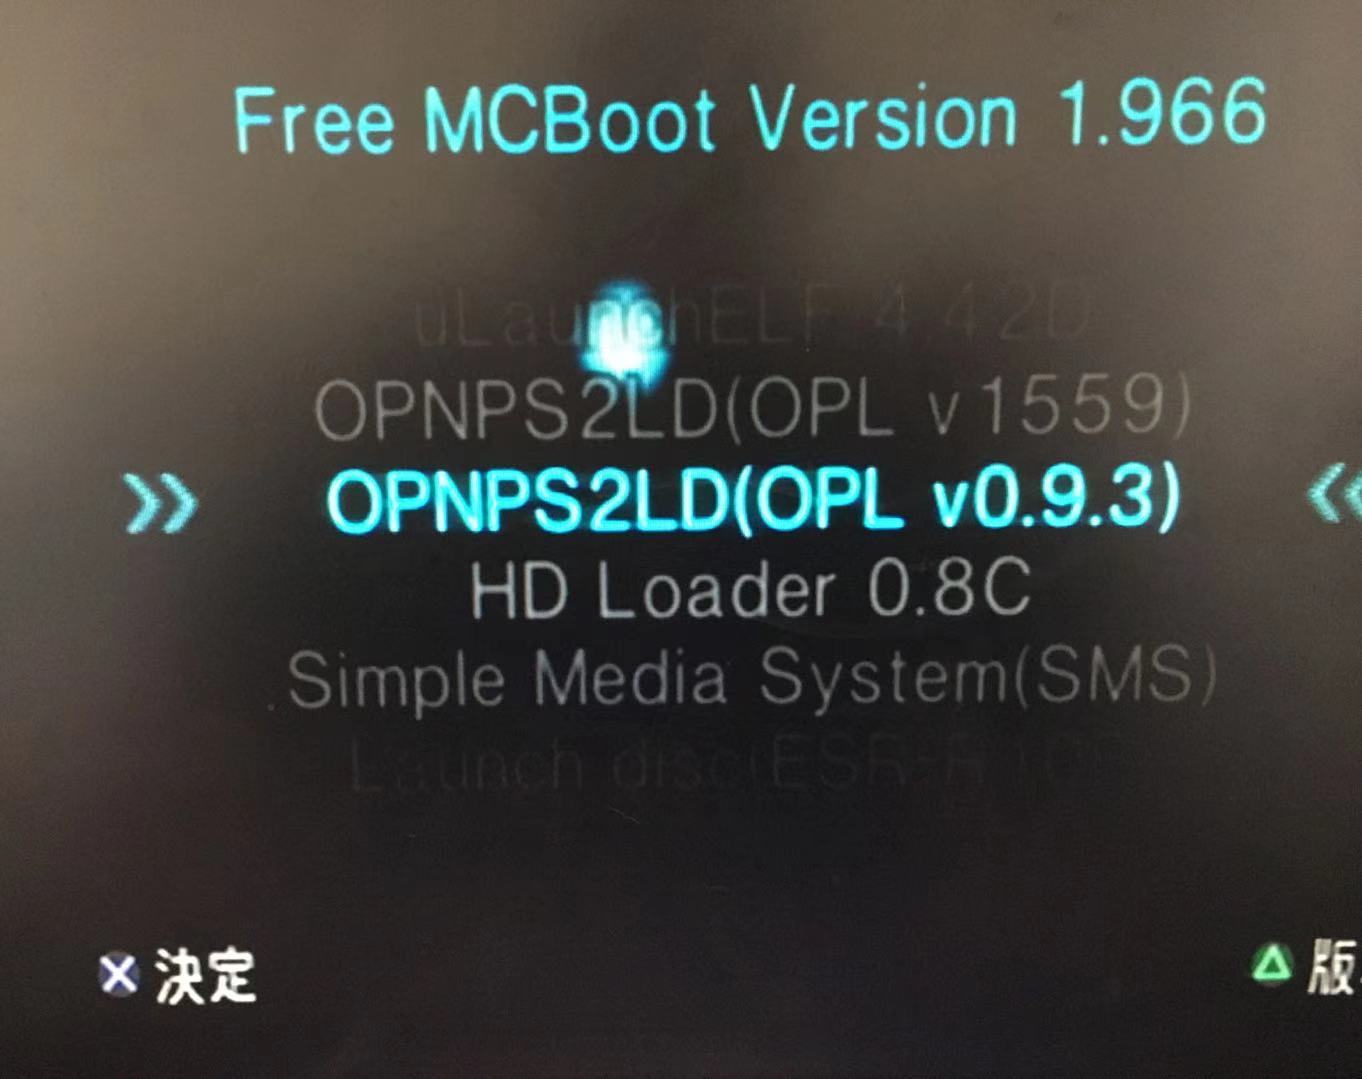 Free MCBoot Version 1.966
uLaunchELF 4.42D
OPNPS2LD(OPL v1559)
OPNPS2LD(OPL v0.9.3)
HD Loader 0.8C
Simple Media System(SMS)
Launch disc(ESR-R10
決定
版